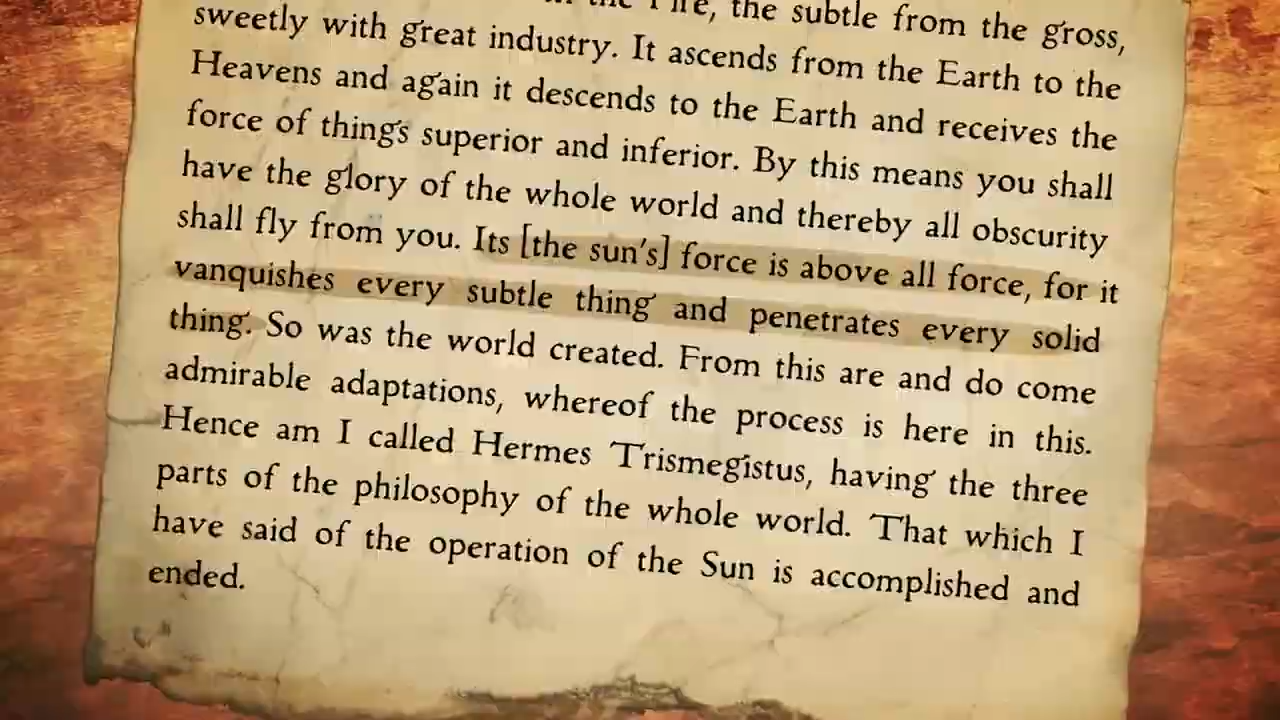 the Fire, the subtle from the gross,
sweetly with great industry. It ascends from the Earth to the
Heavens and again it descends to the Earth and receives the
force of things superior and inferior. By this means you shall
have the glory of the whole world and thereby all obscurity
shall fly from you. Its [the sun's] force is above all force, for it
vanquishes every subtle thing and penetrates every solid
thing. So was the world created. From this are and do come
admirable adaptations, whereof the process is here in this.
Hence am I called Hermes Trismegistus, having the three
parts of the philosophy of the whole world. That which I
have said of the operation of the Sun is accomplished and
ended.